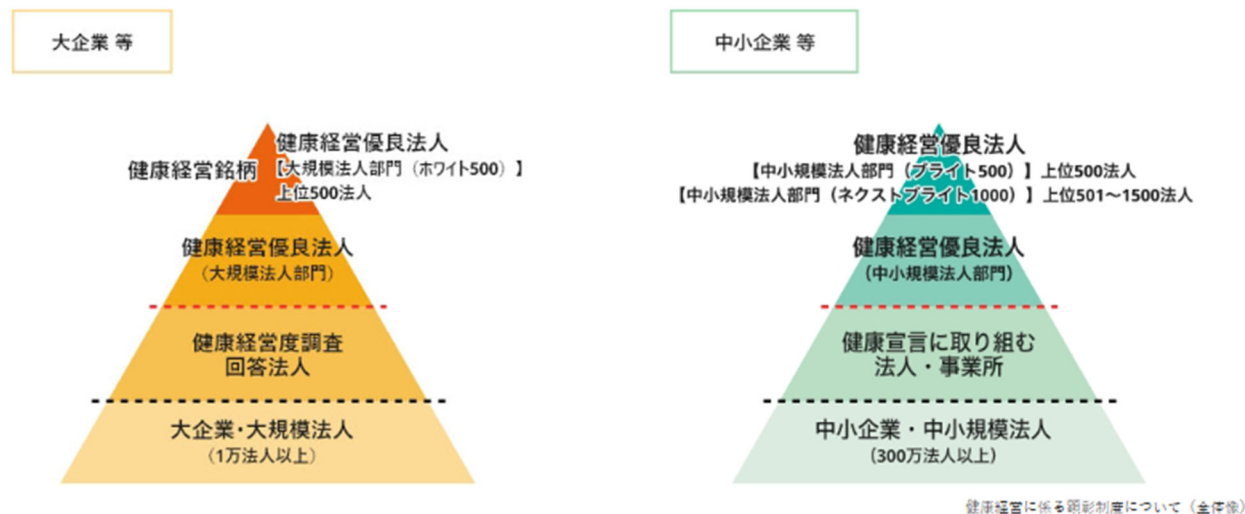 大企業 等
健康経営銘柄
健康経営優良法人
【大規模法人部門（ホワイト500）】
上位500法人
健康経営優良法人
（大規模法人部門）
健康経営度調査
回答法人
大企業・大規模法人
（1万法人以上）
中小企業 等
健康経営優良法人
【中小規模法人部門（ブライト500）】上位500法人
【中小規模法人部門（ネクストブライト1000）】上位501～1500法人
健康経営優良法人
（中小規模法人部門）
健康宣言に取り組む
法人・事業所
中小企業・中小規模法人
（300万法人以上）
健康経営に係る顕彰制度について（全体像）